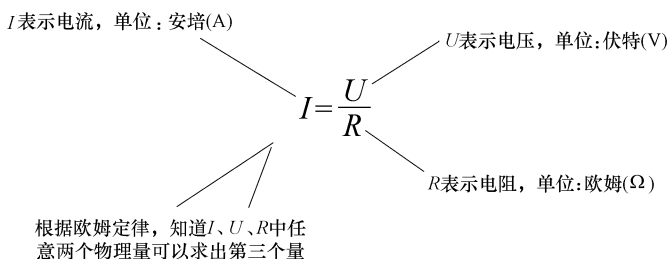 I表示电流，单位：安培(A)
U表示电压，单位：伏特(V)
I=U/R
R表示电阻，单位：欧姆(Ω)
根据欧姆定律，知道I、U、R中任
意两个物理量可以求出第三个量